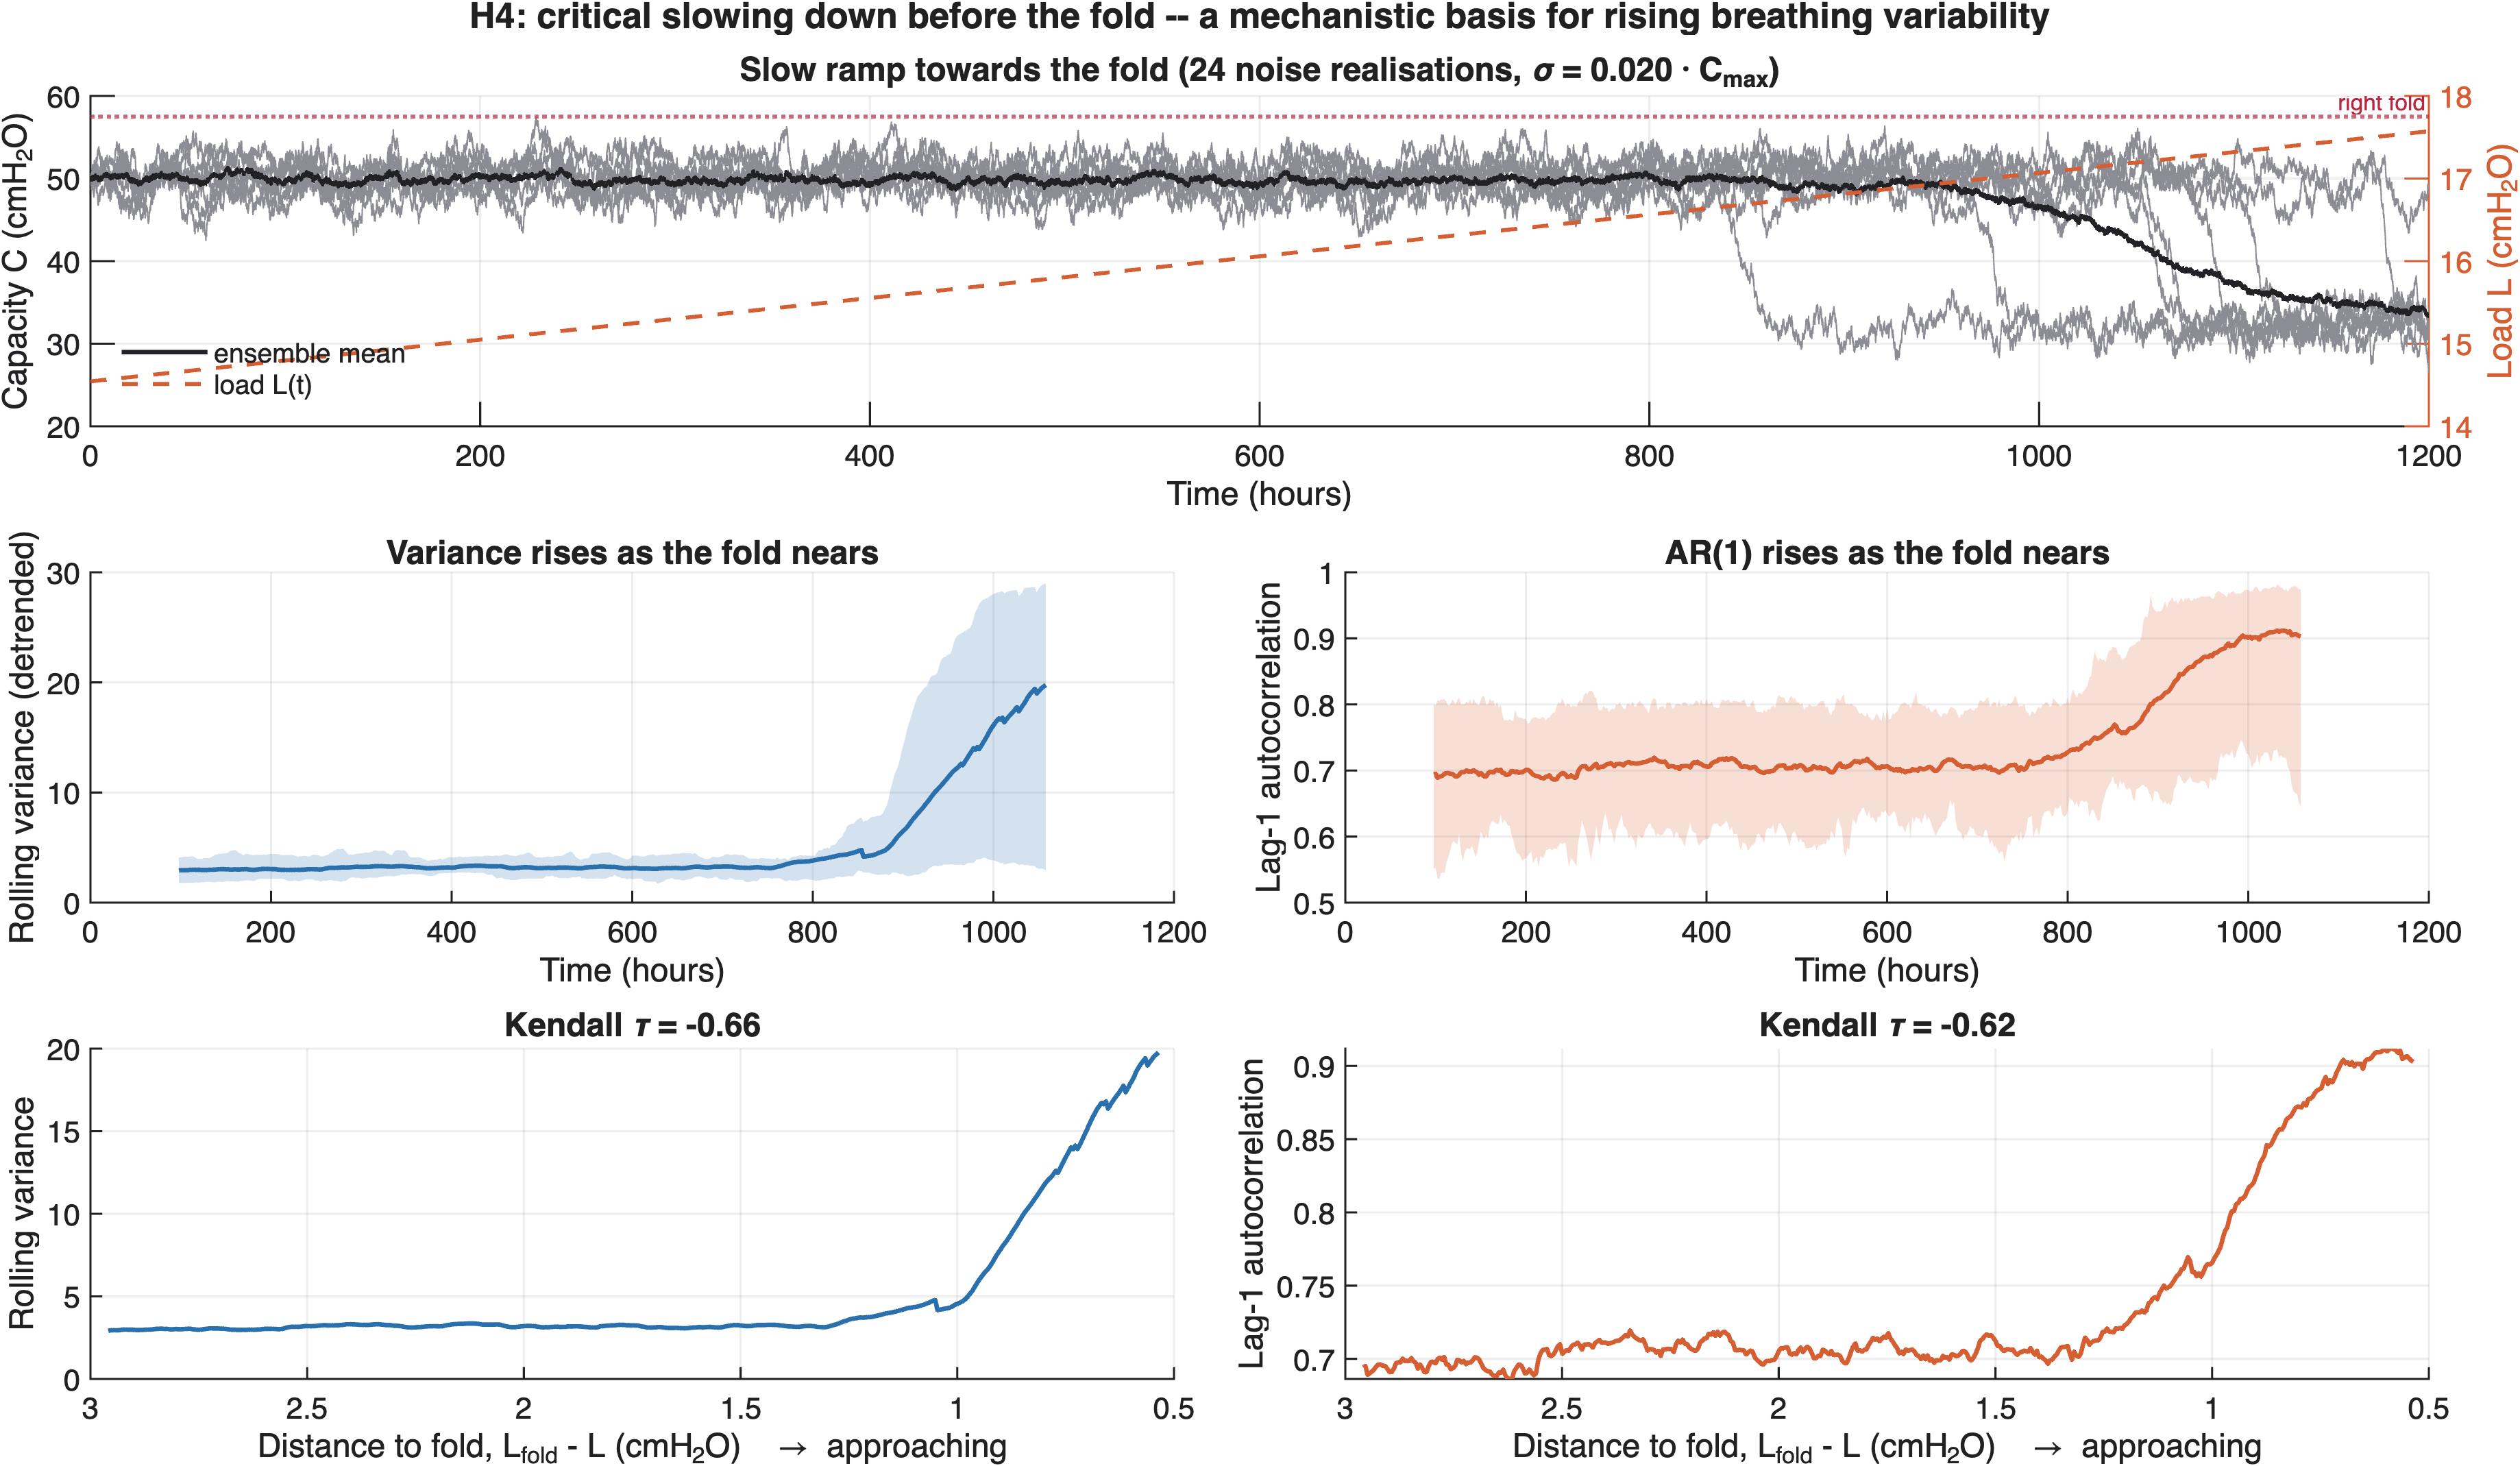 H4: critical slowing down before the fold -- a mechanistic basis for rising breathing variability
Slow ramp towards the fold (24 noise realisations, σ = 0.020 · Cmax)
Capacity C (cmH2O)
60
50
40
30
20
right fold
ensemble mean
load L(t)
18
17
16
15
14
Load L (cmH2O)
0 200 400 600 800 1000 1200
Time (hours)
Variance rises as the fold nears
Rolling variance (detrended)
30
20
10
0
0 200 400 600 800 1000 1200
Time (hours)
AR(1) rises as the fold nears
Lag-1 autocorrelation
1
0.9
0.8
0.7
0.6
0.5
0 200 400 600 800 1000 1200
Time (hours)
Kendall τ = -0.66
Rolling variance
20
15
10
5
0
3 2.5 2 1.5 1 0.5
Distance to fold, Lfold - L (cmH2O) → approaching
Kendall τ = -0.62
Lag-1 autocorrelation
0.9
0.85
0.8
0.75
0.7
3 2.5 2 1.5 1 0.5
Distance to fold, Lfold - L (cmH2O) → approaching